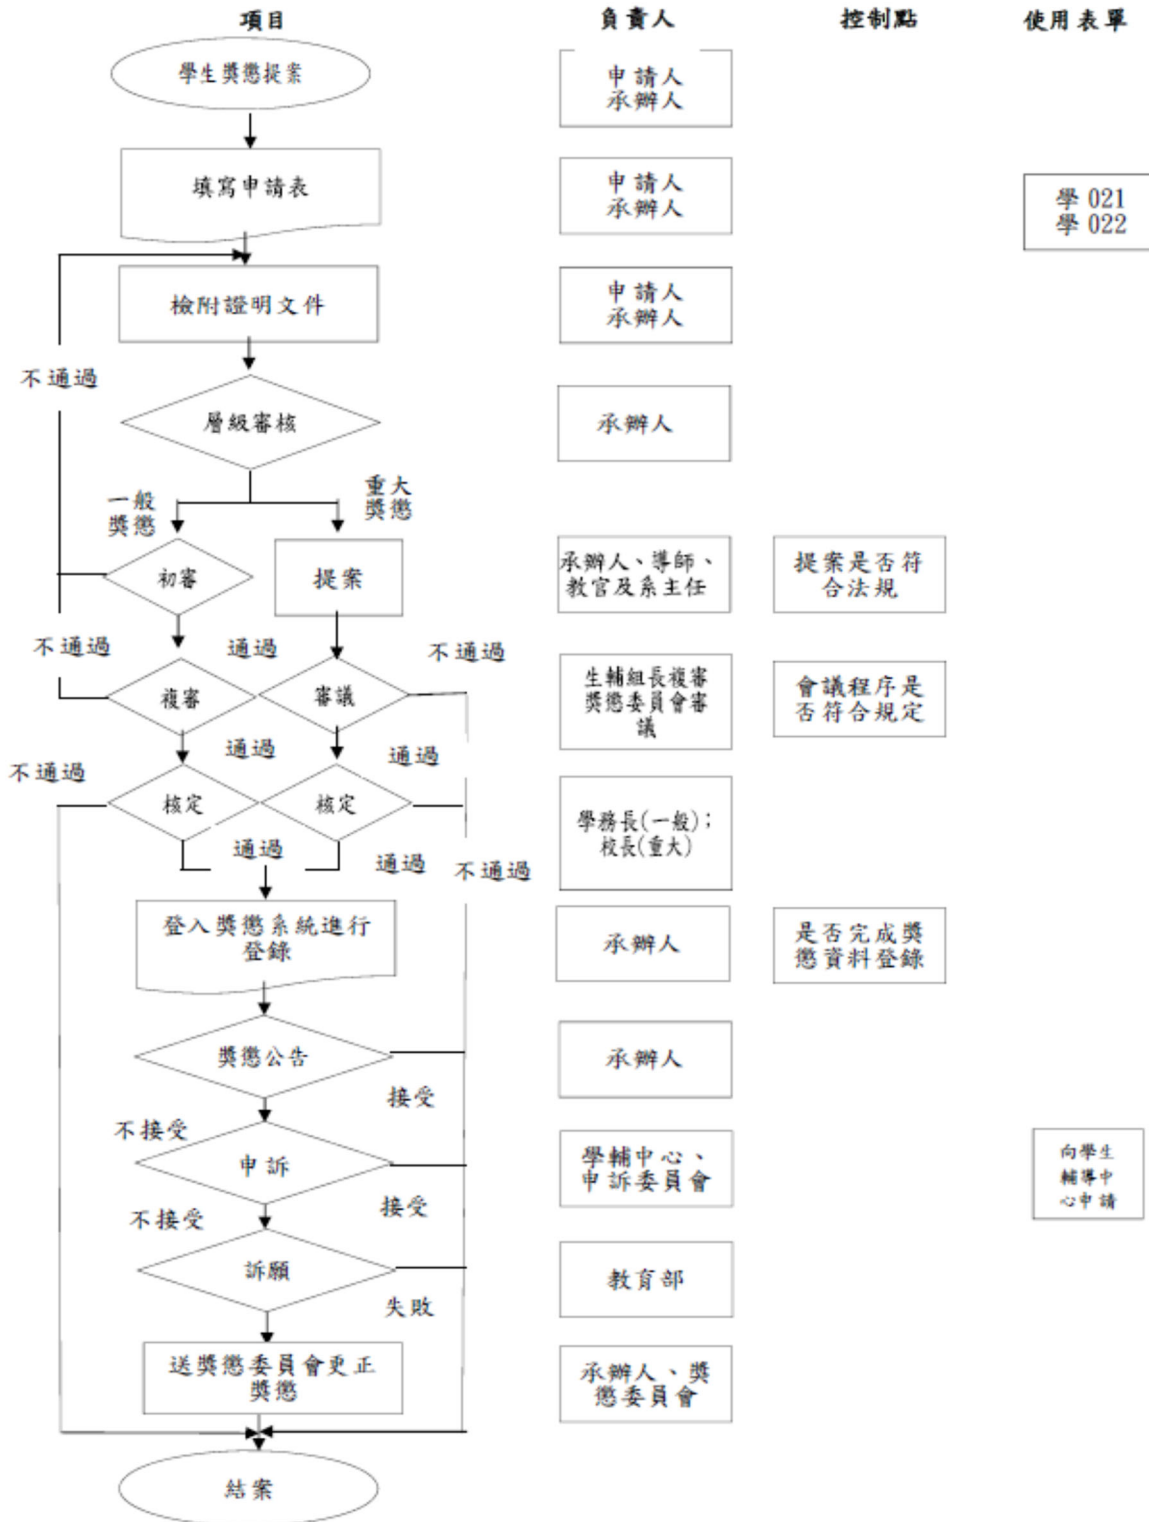 項目 負責人 控制點 使用表單
學生獎懲提案
申請人
承辦人
填寫申請表
申請人
承辦人
學 021
學 022
檢附證明文件
申請人
承辦人
不通過
層級審核
承辦人
一般
獎懲
重大
獎懲
初審
提案
承辦人、導師、
教官及系主任
提案是否符
合法規
不通過
通過
不通過
複審
審議
生輔組長複審
獎懲委員會審
議
會議程序是
否符合規定
通過
通過
不通過
核定
核定
學務長(一般);
校長(重大)
通過
通過
不通過
登入獎懲系統進行
登錄
承辦人
是否完成獎
懲資料登錄
獎懲公告
承辦人
接受
不接受
申訴
學輔中心、
申訴委員會
向學生
輔導中
心申請
接受
不接受
訴願
教育部
失敗
送獎懲委員會更正
獎懲
承辦人、獎
懲委員會
結案